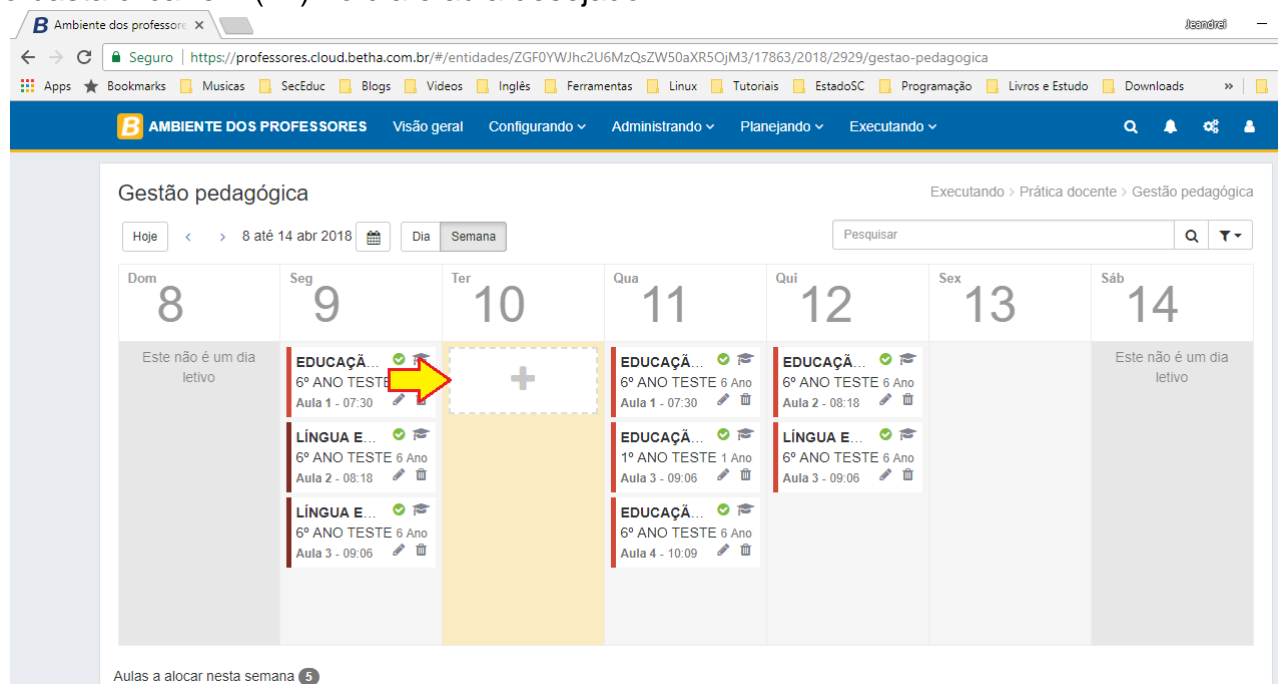 Ambiente dos professore
Jeandrei
Seguro | https://professores.cloud.betha.com.br/#/entidades/ZGF0YWJhc2U6MzQsZW50aXR5OjM3/17863/2018/2929/gestao-pedagogica
Apps Bookmarks Musicas SecEduc Blogs Videos Inglês Ferramentas Linux Tutoriais EstadoSC Programação Livros e Estudo Downloads »
B AMBIENTE DOS PROFESSORES Visão geral Configurando Administrando Planejando Executando
Gestão pedagógica
Executando > Prática docente > Gestão pedagógica
Hoje < > 8 até 14 abr 2018 Dia Semana Pesquisar
Dom 8 Seg 9 Ter 10 Qua 11 Qui 12 Sex 13 Sáb 14
Este não é um dia
letivo
EDUCAÇÃ...
6º ANO TESTE
Aula 1 - 07:30
LÍNGUA E...
6º ANO TESTE 6 Ano
Aula 2 - 08:18
LÍNGUA E...
6º ANO TESTE 6 Ano
Aula 3 - 09:06
+
EDUCAÇÃ...
6º ANO TESTE 6 Ano
Aula 1 - 07:30
EDUCAÇÃ...
1º ANO TESTE 1 Ano
Aula 3 - 09:06
EDUCAÇÃ...
6º ANO TESTE 6 Ano
Aula 4 - 10:09
EDUCAÇÃ...
6º ANO TESTE 6 Ano
Aula 2 - 08:18
LÍNGUA E...
6º ANO TESTE 6 Ano
Aula 3 - 09:06
Este não é um dia
letivo
Aulas a alocar nesta semana 5